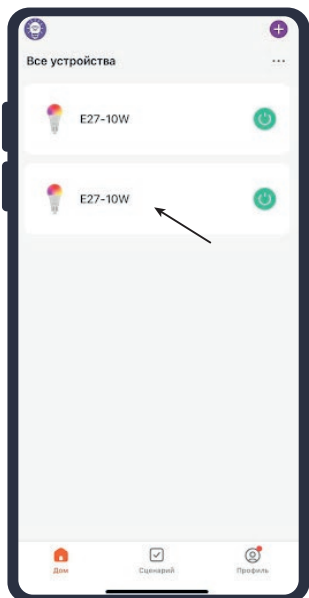 Все устройства
E27-10W
E27-10W
Дом
Сценарий
Профиль